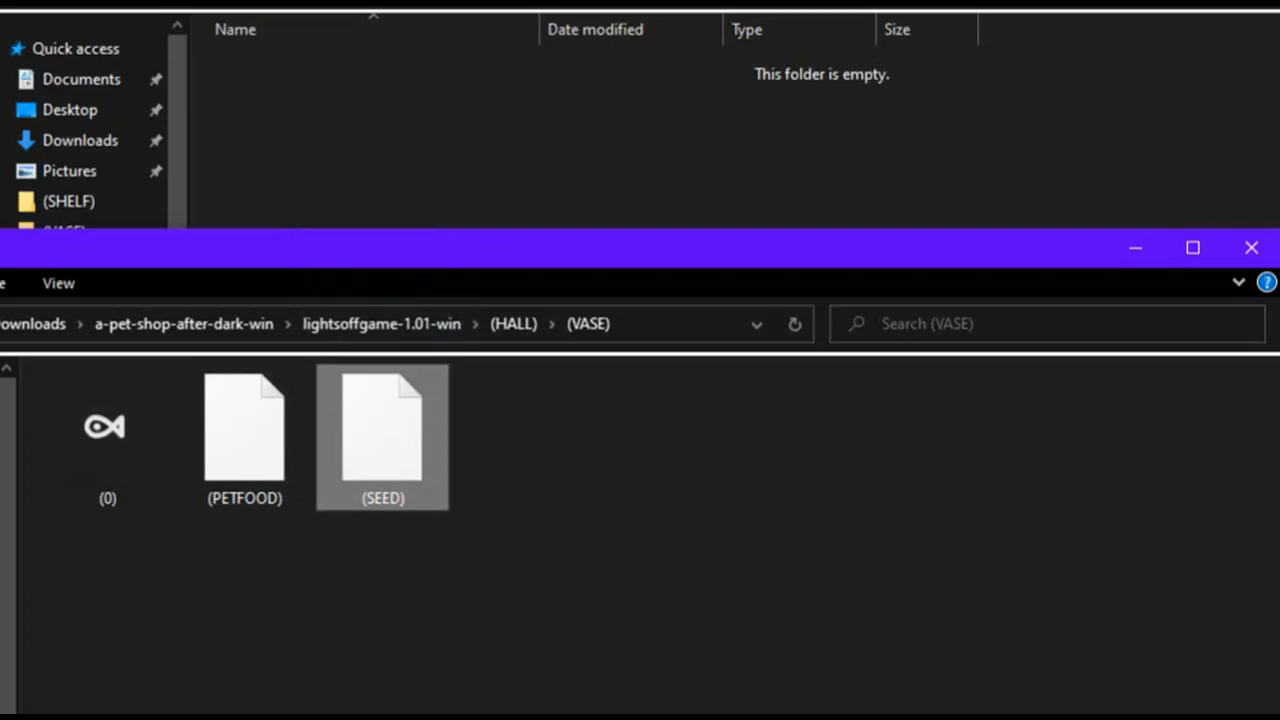 Name Date modified Type Size
Quick access
This folder is empty.
Documents
Desktop
Downloads
Pictures
(SHELF)
View
ownloads › a-pet-shop-after-dark-win › lightsoffgame-1.01-win › (HALL) › (VASE)
Search (VASE)
(0) (PETFOOD) (SEED)